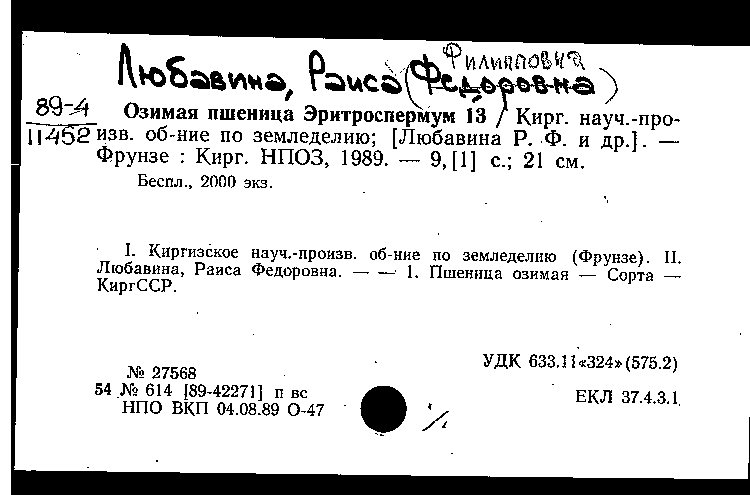 Филипповна
Любавина, Раиса (Федоровна)
89-4
11452
Озимая пшеница Эритроспермум 13 / Кирг. науч.-про-
изв. об-ние по земледелию; [Любавина Р. Ф. и др.]. —
Фрунзе : Кирг. НПОЗ, 1989. — 9, [1] с.; 21 см.
Беспл., 2000 экз.
I. Киргизское науч.-произв. об-ние по земледелию (Фрунзе). II.
Любавина, Раиса Федоровна. — — 1. Пшеница озимая — Сорта —
КиргССР.
УДК 633.11«324»(575.2)
№ 27568
54 № 614 [89-42271] п вс
НПО ВКП 04.08.89 О-47
ЕКЛ 37.4.3.1